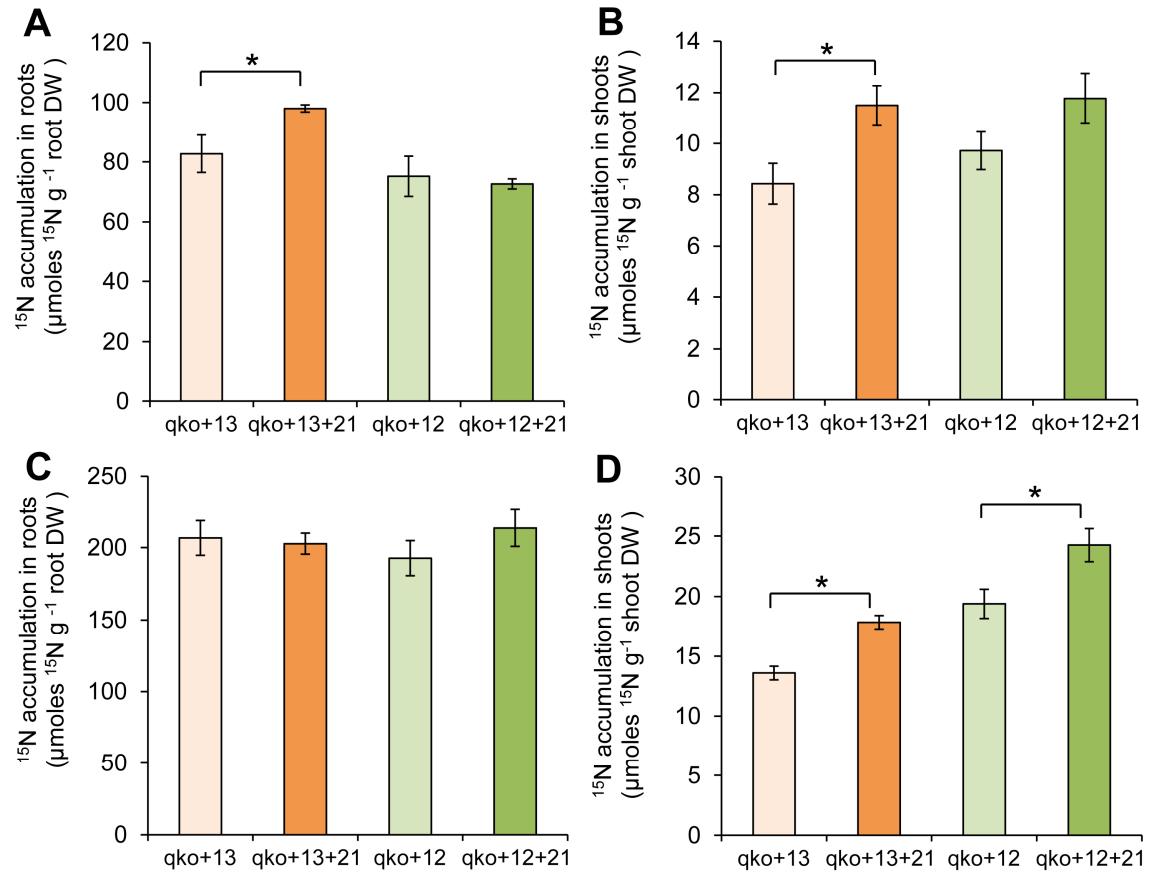 A
¹⁵N accumulation in roots
(µmoles ¹⁵N g ⁻¹ root DW )
120
100
80
60
40
20
0
*
qko+13 qko+13+21 qko+12 qko+12+21
B
¹⁵N accumulation in shoots
(µmoles ¹⁵N g ⁻¹ shoot DW )
14
12
10
8
6
4
2
0
*
qko+13 qko+13+21 qko+12 qko+12+21
C
¹⁵N accumulation in roots
(µmoles ¹⁵N g ⁻¹ root DW )
250
200
150
100
50
0
qko+13 qko+13+21 qko+12 qko+12+21
D
¹⁵N accumulation in shoots
(µmoles ¹⁵N g⁻¹ shoot DW )
30
25
20
15
10
5
0
*
*
qko+13 qko+13+21 qko+12 qko+12+21